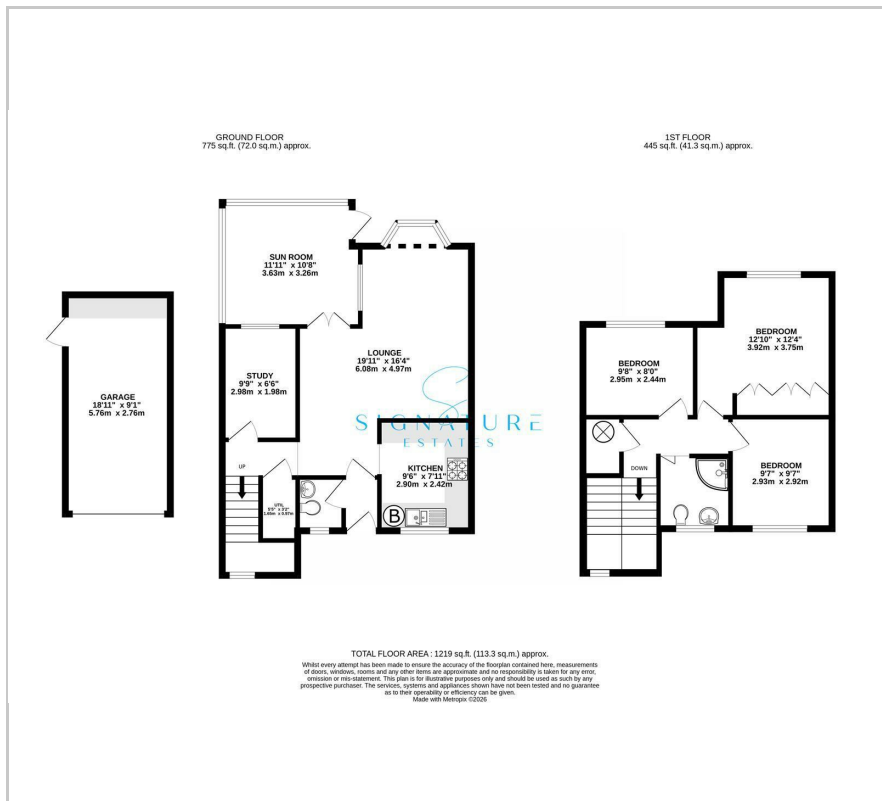 GROUND FLOOR
775 sq.ft. (72.0 sq.m.) approx.
1ST FLOOR
445 sq.ft. (41.3 sq.m.) approx.
SUN ROOM
11'11" x 10'8"
3.63m x 3.26m
LOUNGE
19'11" x 16'4"
6.08m x 4.97m
STUDY
9'9" x 6'6"
2.98m x 1.98m
GARAGE
18'11" x 9'1"
5.76m x 2.76m
BEDROOM
12'10" x 12'4"
3.92m x 3.75m
BEDROOM
9'8" x 8'0"
2.95m x 2.44m
S
SIGNATURE
ESTATES
KITCHEN
9'6" x 7'11"
2.90m x 2.42m
UP
UTIL
5'5" x 3'2"
1.65m x 0.97m
B
DOWN
BEDROOM
9'7" x 9'7"
2.93m x 2.92m
TOTAL FLOOR AREA : 1219 sq.ft. (113.3 sq.m.) approx.
Whilst every attempt has been made to ensure the accuracy of the floorplan contained here, measurements
of doors, windows, rooms and any other items are approximate and no responsibility is taken for any error,
omission or mis-statement. This plan is for illustrative purposes only and should be used as such by any
prospective purchaser. The services, systems and appliances shown have not been tested and no guarantee
as to their operability or efficiency can be given.
Made with Metropix ©2026